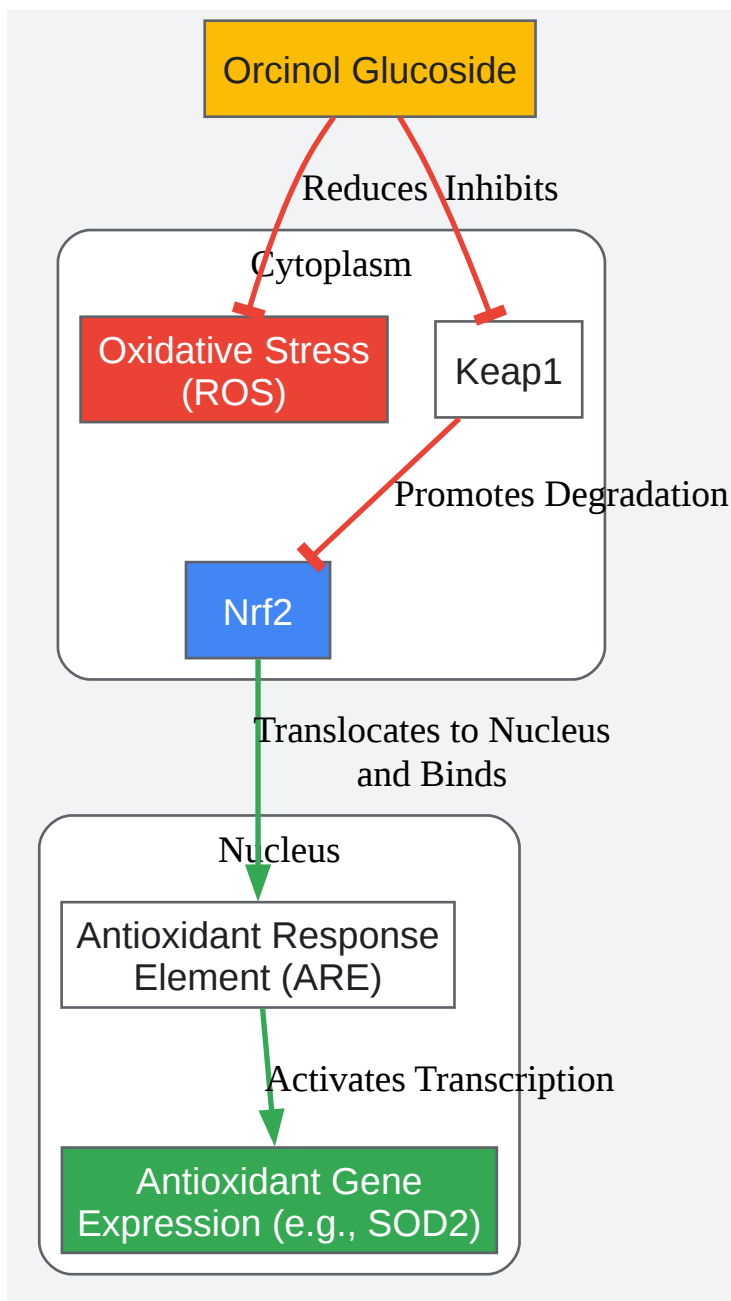 Orcinol Glucoside
Reduces
Inhibits
Cytoplasm
Oxidative Stress
(ROS)
Keap1
Promotes Degradation
Nrf2
Translocates to Nucleus
and Binds
Nucleus
Antioxidant Response
Element (ARE)
Activates Transcription
Antioxidant Gene
Expression (e.g., SOD2)